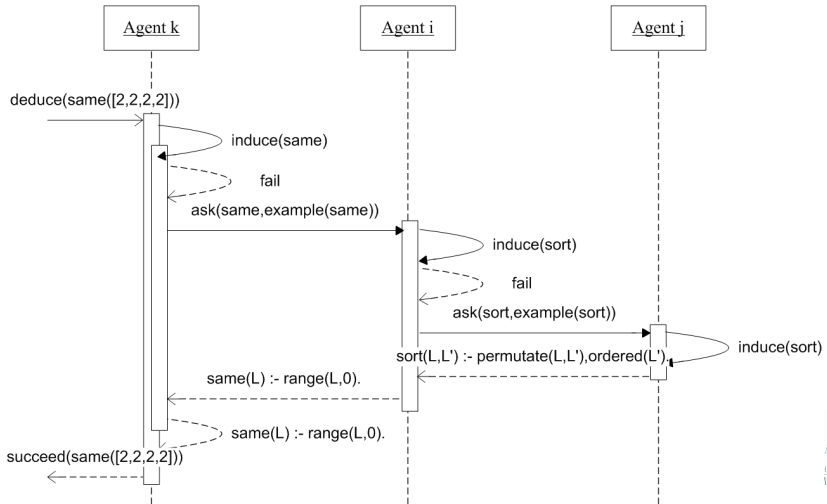 Agent k
Agent i
Agent j
deduce(same([2,2,2,2]))
induce(same)
fail
ask(same,example(same))
induce(sort)
fail
ask(sort,example(sort))
induce(sort)
sort(L,L') :- permutate(L,L'),ordered(L').
same(L) :- range(L,0).
same(L) :- range(L,0).
succeed(same([2,2,2,2]))